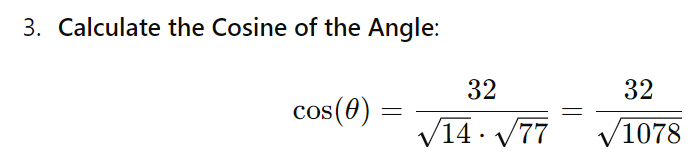 3. Calculate the Cosine of the Angle:
cos(θ) = 32 / (√14 · √77) = 32 / √1078